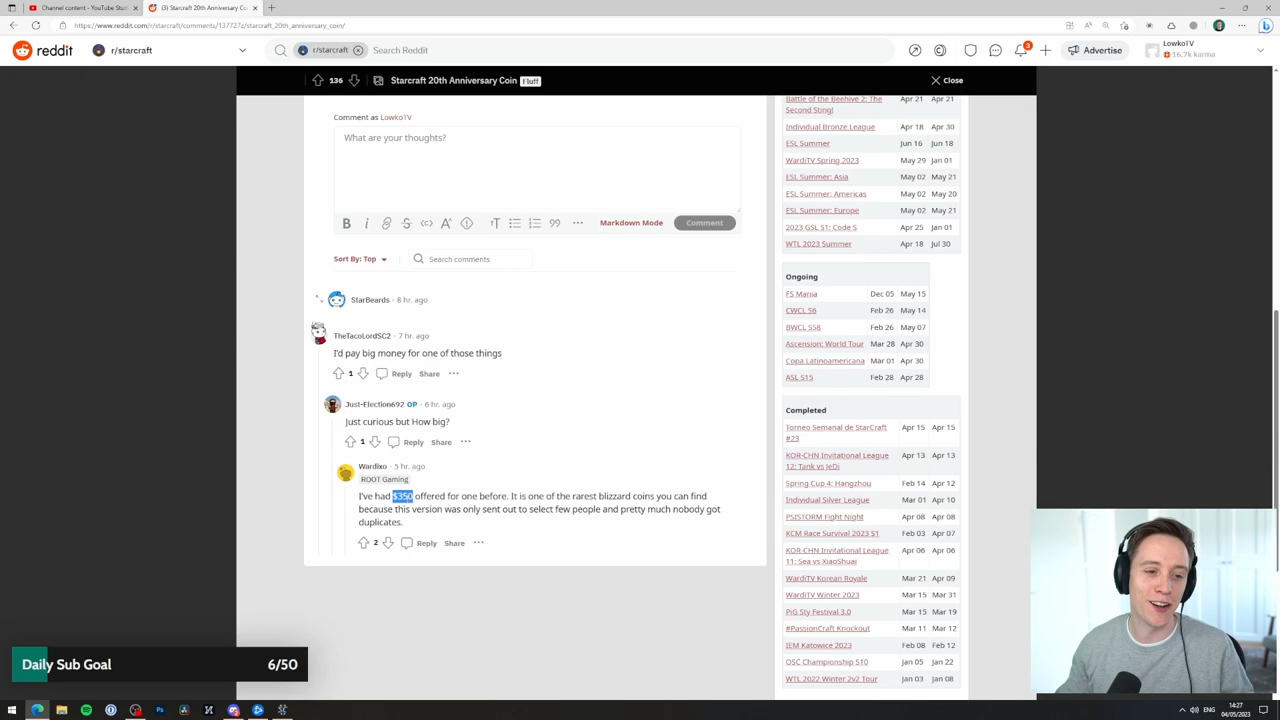 Channel content - YouTube Stud
(3) Starcraft 20th Anniversary Coin
https://www.reddit.com/r/starcraft/comments/137727z/starcraft_20th_anniversary_coin/
reddit
r/starcraft
r/starcraft
Search Reddit
3
Advertise
LowkoTV
16.7k karma
136
Starcraft 20th Anniversary Coin
Fluff
Close
Comment as LowkoTV
What are your thoughts?
Markdown Mode
Comment
Sort By: Top
Search comments
StarBeards · 8 hr. ago
TheTacoLordSC2 · 7 hr. ago
I'd pay big money for one of those things
1
Reply
Share
Just-Election692 OP · 6 hr. ago
Just curious but How big?
1
Reply
Share
Wardixo · 5 hr. ago
ROOT Gaming
I've had $350 offered for one before. It is one of the rarest blizzard coins you can find
because this version was only sent out to select few people and pretty much nobody got
duplicates.
2
Reply
Share
Battle of the Beehive 2: The Second Sting! Apr 21 Apr 21
Individual Bronze League Apr 18 Apr 30
ESL Summer Jun 16 Jun 18
WardiTV Spring 2023 May 29 Jan 01
ESL Summer: Asia May 02 May 21
ESL Summer: Americas May 02 May 20
ESL Summer: Europe May 02 May 21
2023 GSL S1: Code S Apr 25 Jan 01
WTL 2023 Summer Apr 18 Jul 30
Ongoing
FS Mania Dec 05 May 15
CWCL S6 Feb 26 May 14
BWCL S58 Feb 26 May 07
Ascension: World Tour Mar 28 Apr 30
Copa Latinoamericana Mar 01 Apr 30
ASL S15 Feb 28 Apr 28
Completed
Torneo Semanal de StarCraft #23 Apr 15 Apr 15
KOR-CHN Invitational League 12: Tank vs JeDi Apr 13 Apr 13
Spring Cup 4: Hangzhou Feb 14 Apr 12
Individual Silver League Mar 01 Apr 10
PSISTORM Fight Night Apr 08 Apr 08
KCM Race Survival 2023 S1 Feb 03 Apr 07
KOR-CHN Invitational League 11: Sea vs XiaoShuai Apr 06 Apr 06
WardiTV Korean Royale Mar 21 Apr 09
WardiTV Winter 2023 Mar 15 Mar 31
PiG Sty Festival 3.0 Mar 15 Mar 19
#PassionCraft Knockout Mar 11 Mar 12
IEM Katowice 2023 Feb 08 Feb 12
OSC Championship S10 Jan 05 Jan 22
WTL 2022 Winter 2v2 Tour Jan 03 Jan 08
Daily Sub Goal
6/50
ENG
14:27
04/05/2023